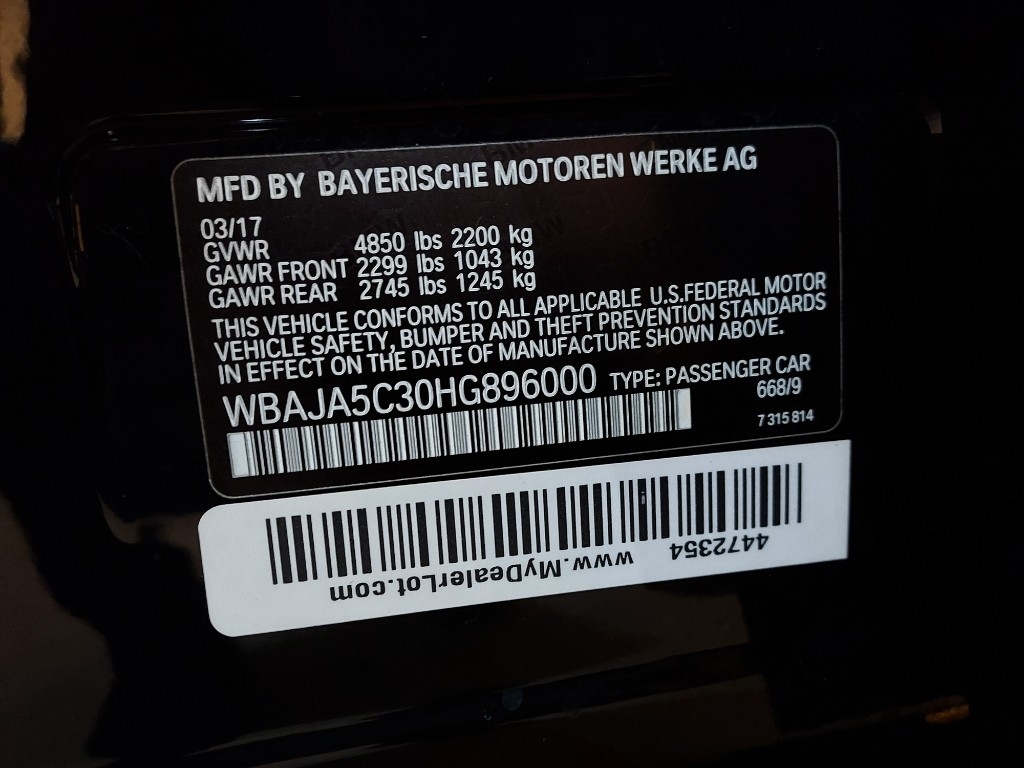 MFD BY BAYERISCHE MOTOREN WERKE AG
03/17
GVWR 4850 lbs 2200 kg
GAWR FRONT 2299 lbs 1043 kg
GAWR REAR 2745 lbs 1245 kg
THIS VEHICLE CONFORMS TO ALL APPLICABLE U.S.FEDERAL MOTOR
VEHICLE SAFETY, BUMPER AND THEFT PREVENTION STANDARDS
IN EFFECT ON THE DATE OF MANUFACTURE SHOWN ABOVE.
WBAJA5C30HG896000 TYPE: PASSENGER CAR
668/9
7 315 814
4472354
www.MyDealerLot.com